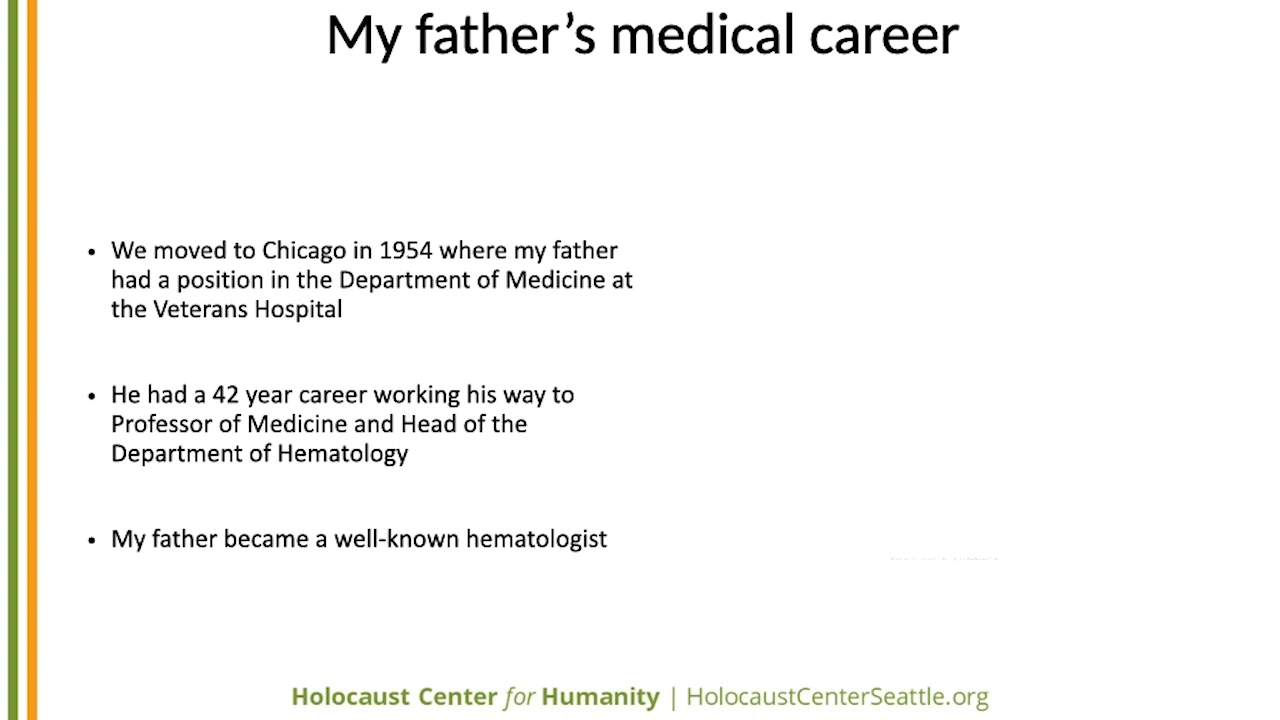 My father’s medical career
• We moved to Chicago in 1954 where my father
had a position in the Department of Medicine at
the Veterans Hospital
• He had a 42 year career working his way to
Professor of Medicine and Head of the
Department of Hematology
• My father became a well-known hematologist
Holocaust Center for Humanity | HolocaustCenterSeattle.org